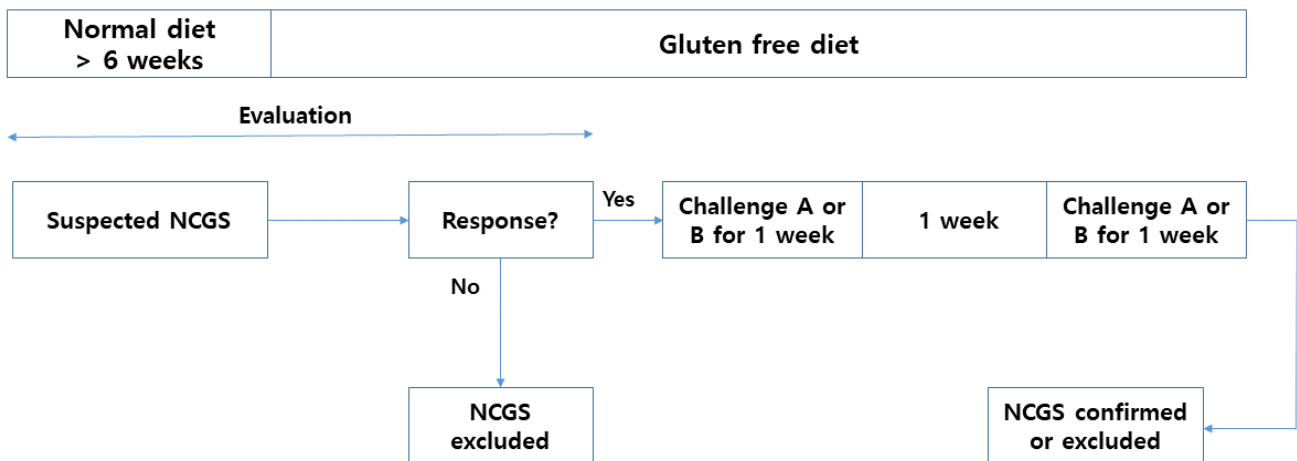 Normal diet
> 6 weeks
Gluten free diet
Evaluation
Suspected NCGS
Response?
Yes
Challenge A or
B for 1 week
1 week
Challenge A or
B for 1 week
No
NCGS
excluded
NCGS confirmed
or excluded